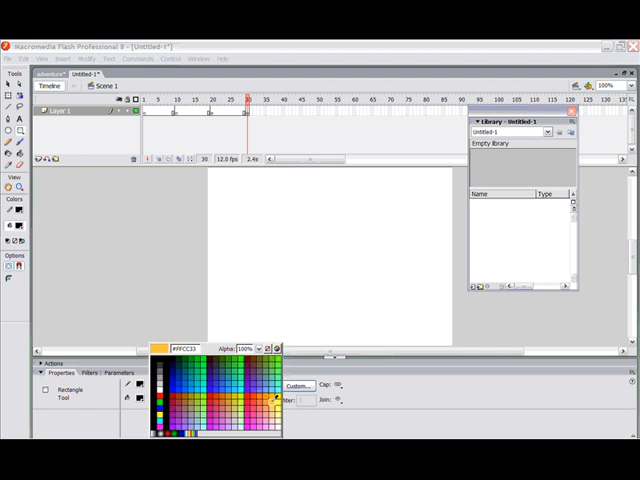 Macromedia Flash Professional 8 - [Untitled-1*]
File Edit View Insert Modify Text Commands Control Window Help
Tools
adventure* Untitled-1*
Timeline Scene 1 100%
1 5 10 15 20 25 30 35 40 45 50 55 60 65 70 75 80 85 90 95 100 105 110 115 120 125 130 135
Layer 1
Library - Untitled-1
Untitled-1
Empty library
30 12.0 fps 2.4s
View
Name Type
Colors
Options
#FFCC33 Alpha: 100%
Actions
Properties Filters Parameters
Rectangle
Tool
Custom... Cap:
Miter: 3 Join: